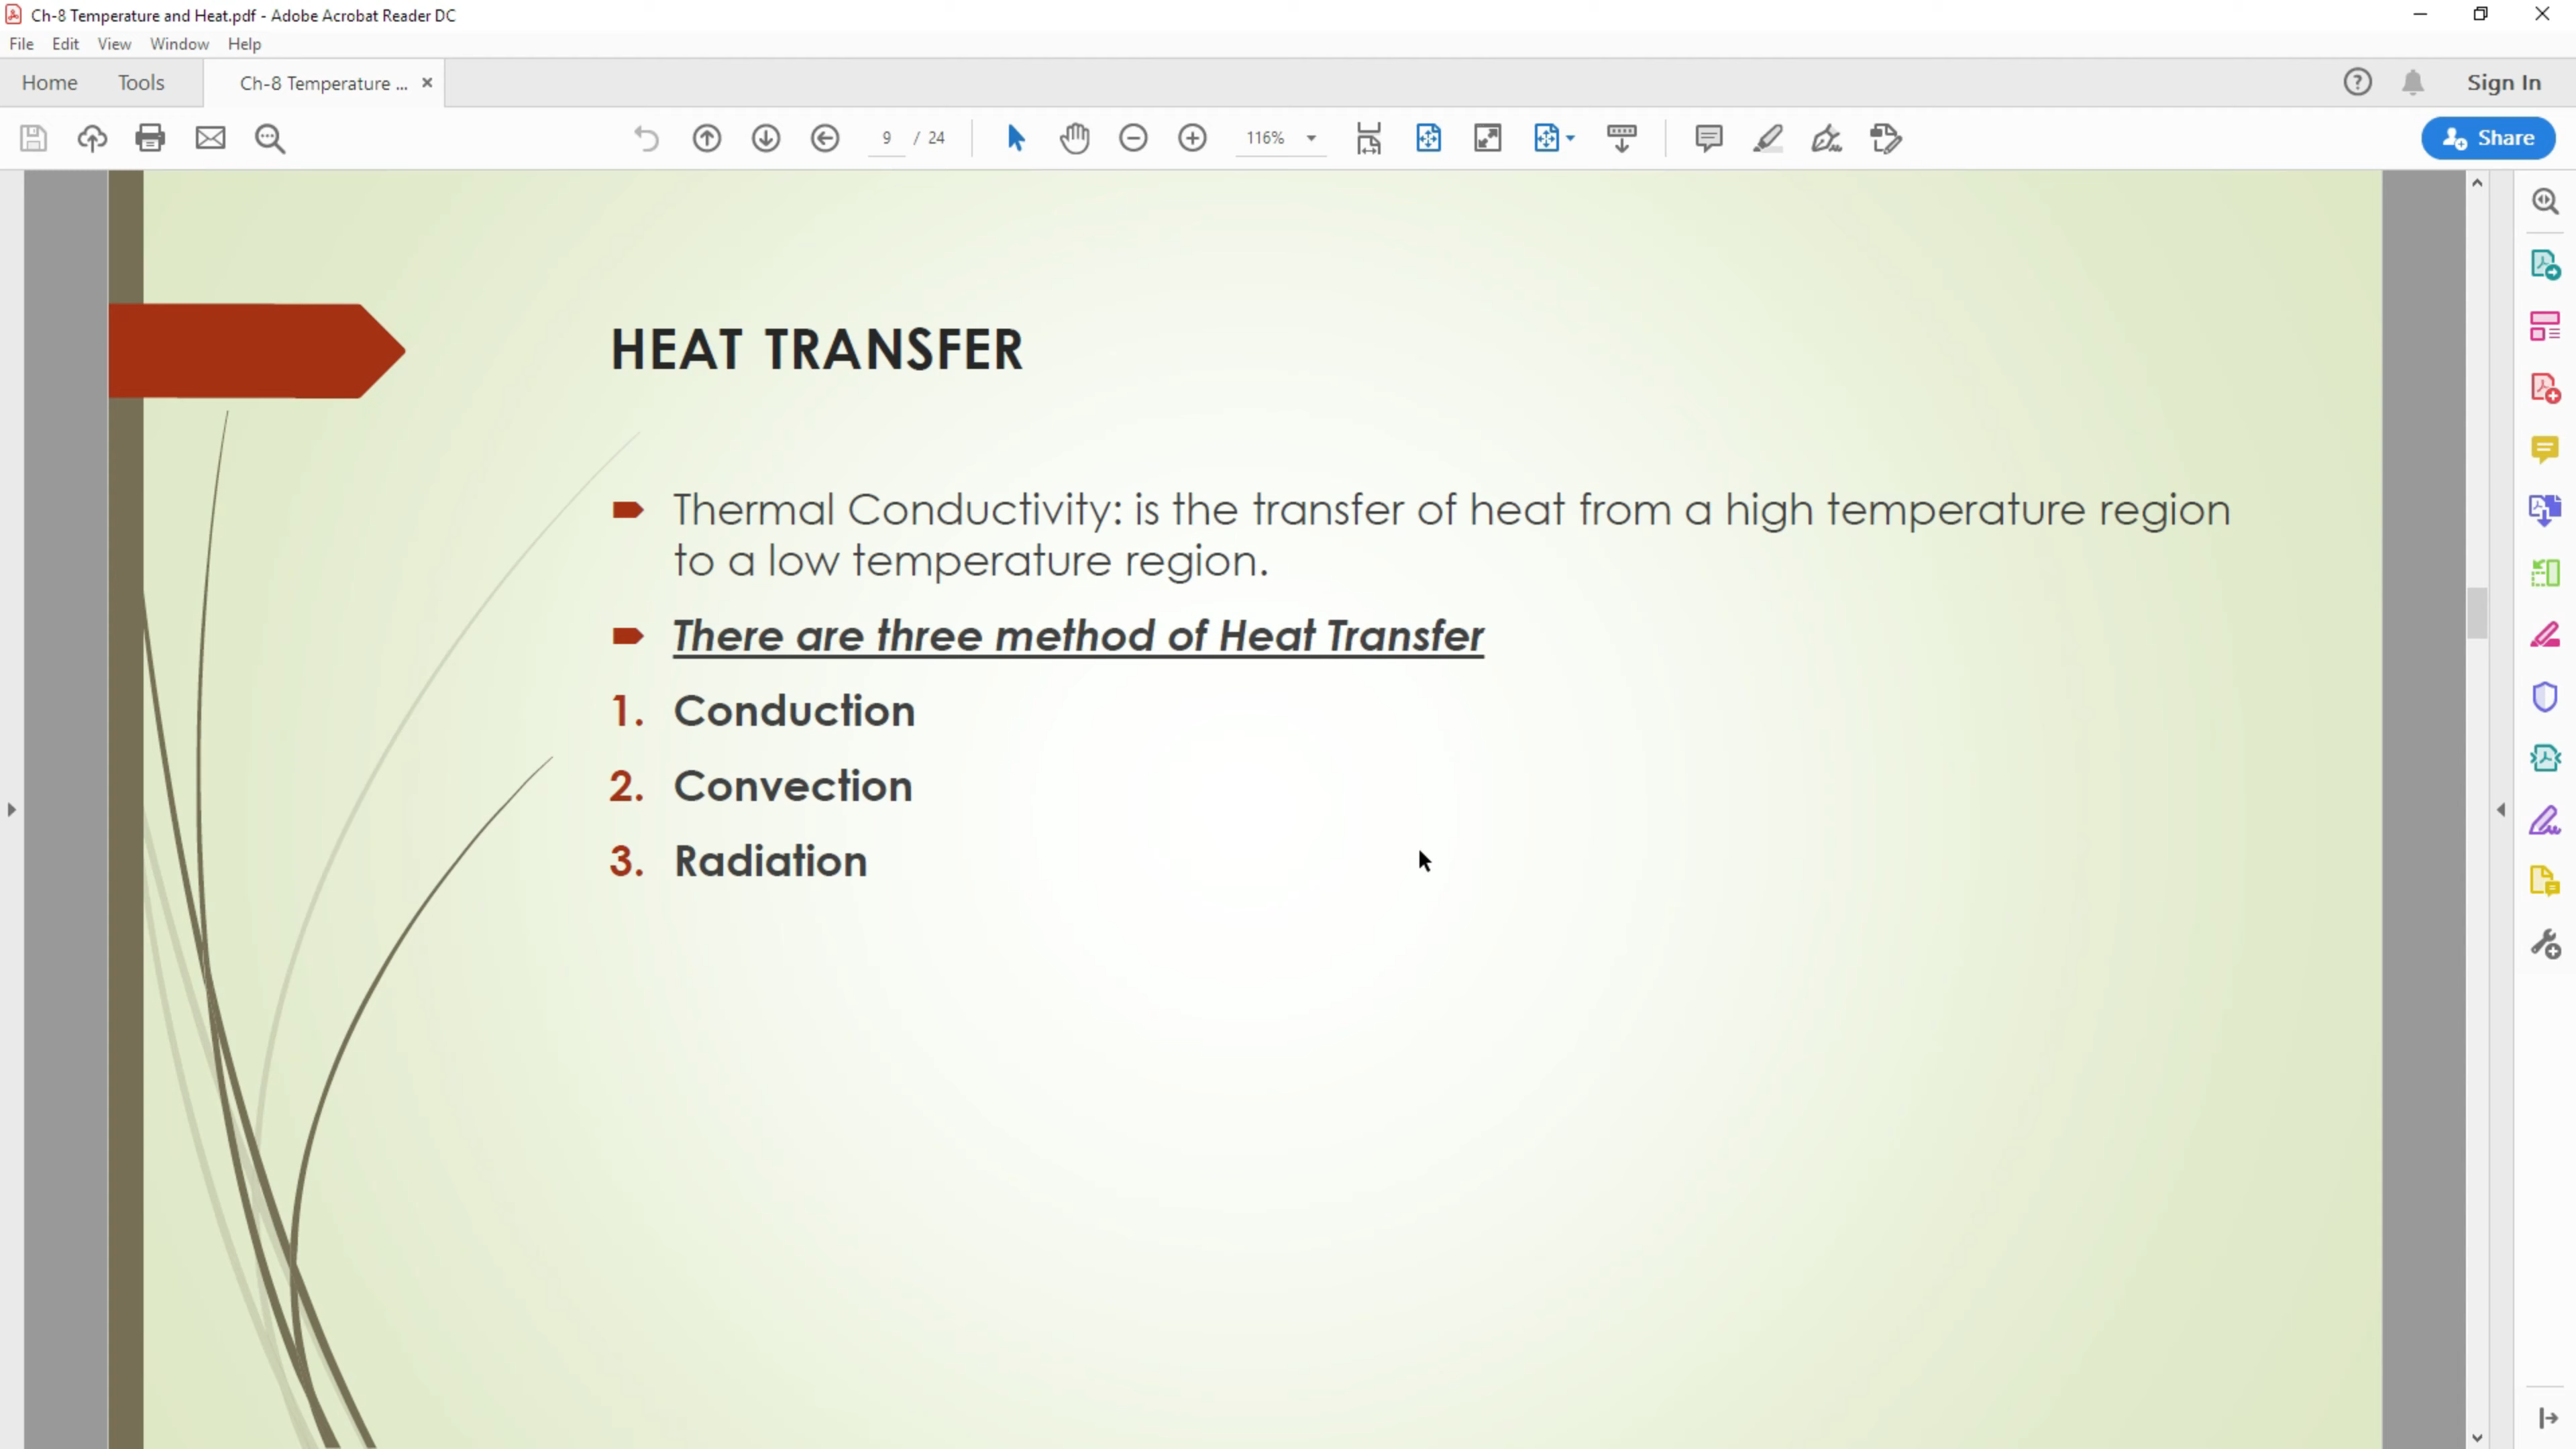 Ch-8 Temperature and Heat.pdf - Adobe Acrobat Reader DC
File Edit View Window Help
Home Tools Ch-8 Temperature ... Sign In
9 / 24 116% Share
HEAT TRANSFER
Thermal Conductivity: is the transfer of heat from a high temperature region
to a low temperature region.
There are three method of Heat Transfer
1. Conduction
2. Convection
3. Radiation